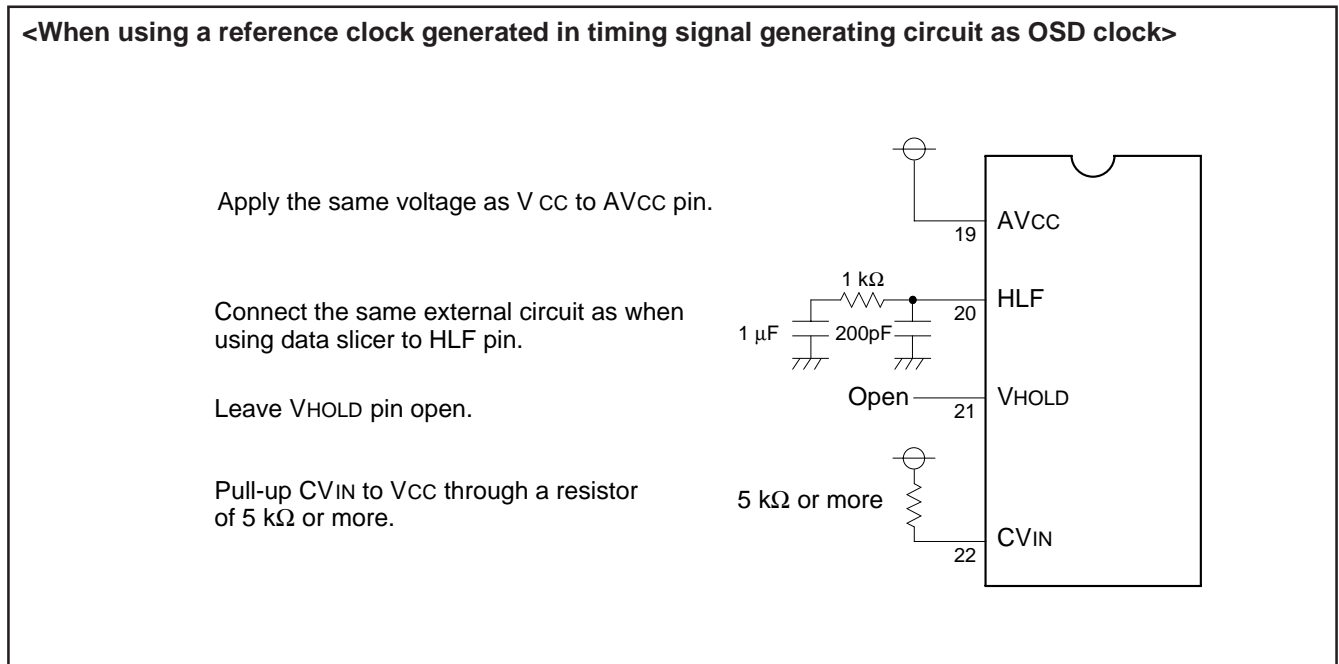 <When using a reference clock generated in timing signal generating circuit as OSD clock>
Apply the same voltage as V CC to AVCC pin.
19
AVCC
Connect the same external circuit as when
using data slicer to HLF pin.
1 kΩ
1 μF
200pF
20
HLF
Leave VHOLD pin open.
Open
21
VHOLD
Pull-up CVIN to VCC through a resistor
of 5 kΩ or more.
5 kΩ or more
22
CVIN